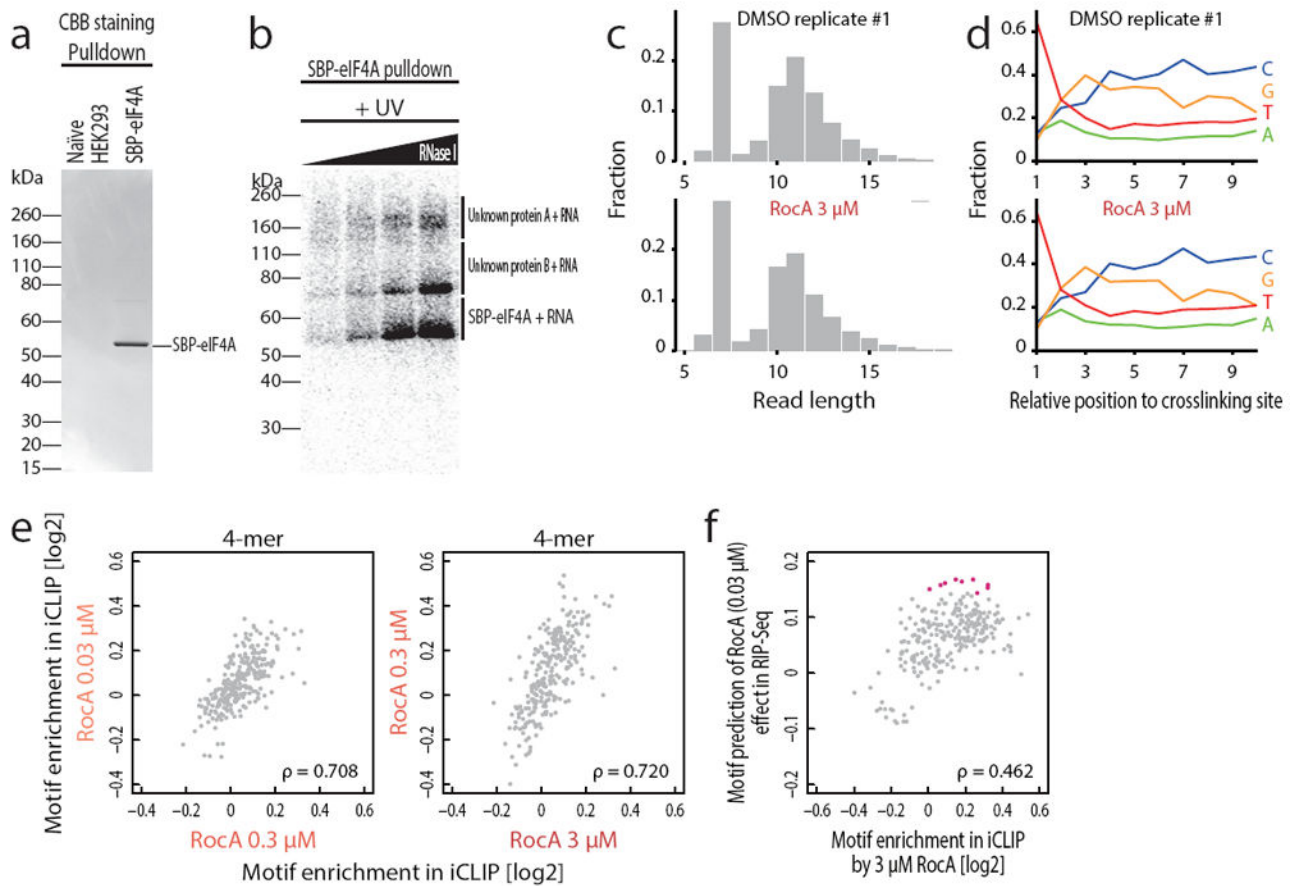 a
CBB staining
Pulldown
Naïve
HEK293
SBP-eIF4A
kDa
260
160
110
80
60
50
40
30
20
15
SBP-eIF4A
b
SBP-eIF4A pulldown
+ UV
RNase I
kDa
260
160
110
80
60
50
40
30
Unknown protein A + RNA
Unknown protein B + RNA
SBP-eIF4A + RNA
c
DMSO replicate #1
Fraction
0.2
0.1
0
5 10 15
RocA 3 µM
0.2
0.1
0
5 10 15
Read length
d
DMSO replicate #1
Fraction
0.6
0.4
0.2
0
1 3 5 7 9
C
G
T
A
RocA 3 µM
0.6
0.4
0.2
0
1 3 5 7 9
C
G
T
A
Relative position to crosslinking site
e
Motif enrichment in iCLIP [log2]
4-mer
RocA 0.03 µM
0.6
0.4
0.2
0
−0.2
−0.4
ρ = 0.708
−0.4 −0.2 0 0.2 0.4 0.6
RocA 0.3 µM
4-mer
RocA 0.3 µM
0.6
0.4
0.2
0
−0.2
−0.4
ρ = 0.720
−0.4 −0.2 0 0.2 0.4 0.6
RocA 3 µM
Motif enrichment in iCLIP [log2]
f
Motif prediction of RocA (0.03 µM)
effect in RIP-Seq
0.2
0.1
0
−0.1
−0.2
ρ = 0.462
−0.6 −0.4 −0.2 0 0.2 0.4 0.6
Motif enrichment in iCLIP
by 3 µM RocA [log2]